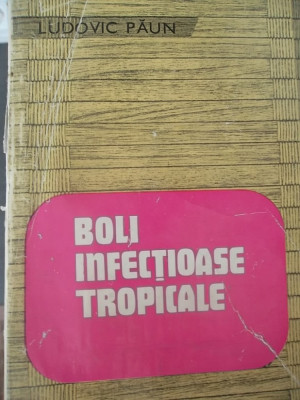 LUDOVIC PĂUN
BOLI
INFECȚIOASE
TROPICALE